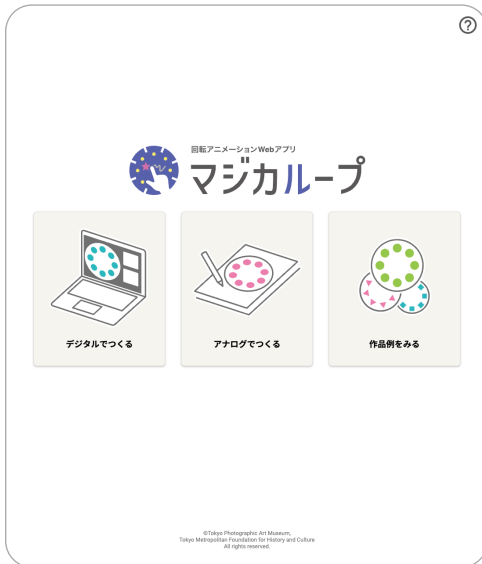 回転アニメーションWebアプリ
マジカループ
デジタルでつくる
アナログでつくる
作品例をみる
©Tokyo Photographic Art Museum,
Tokyo Metropolitan Foundation for History and Culture
All rights reserved.